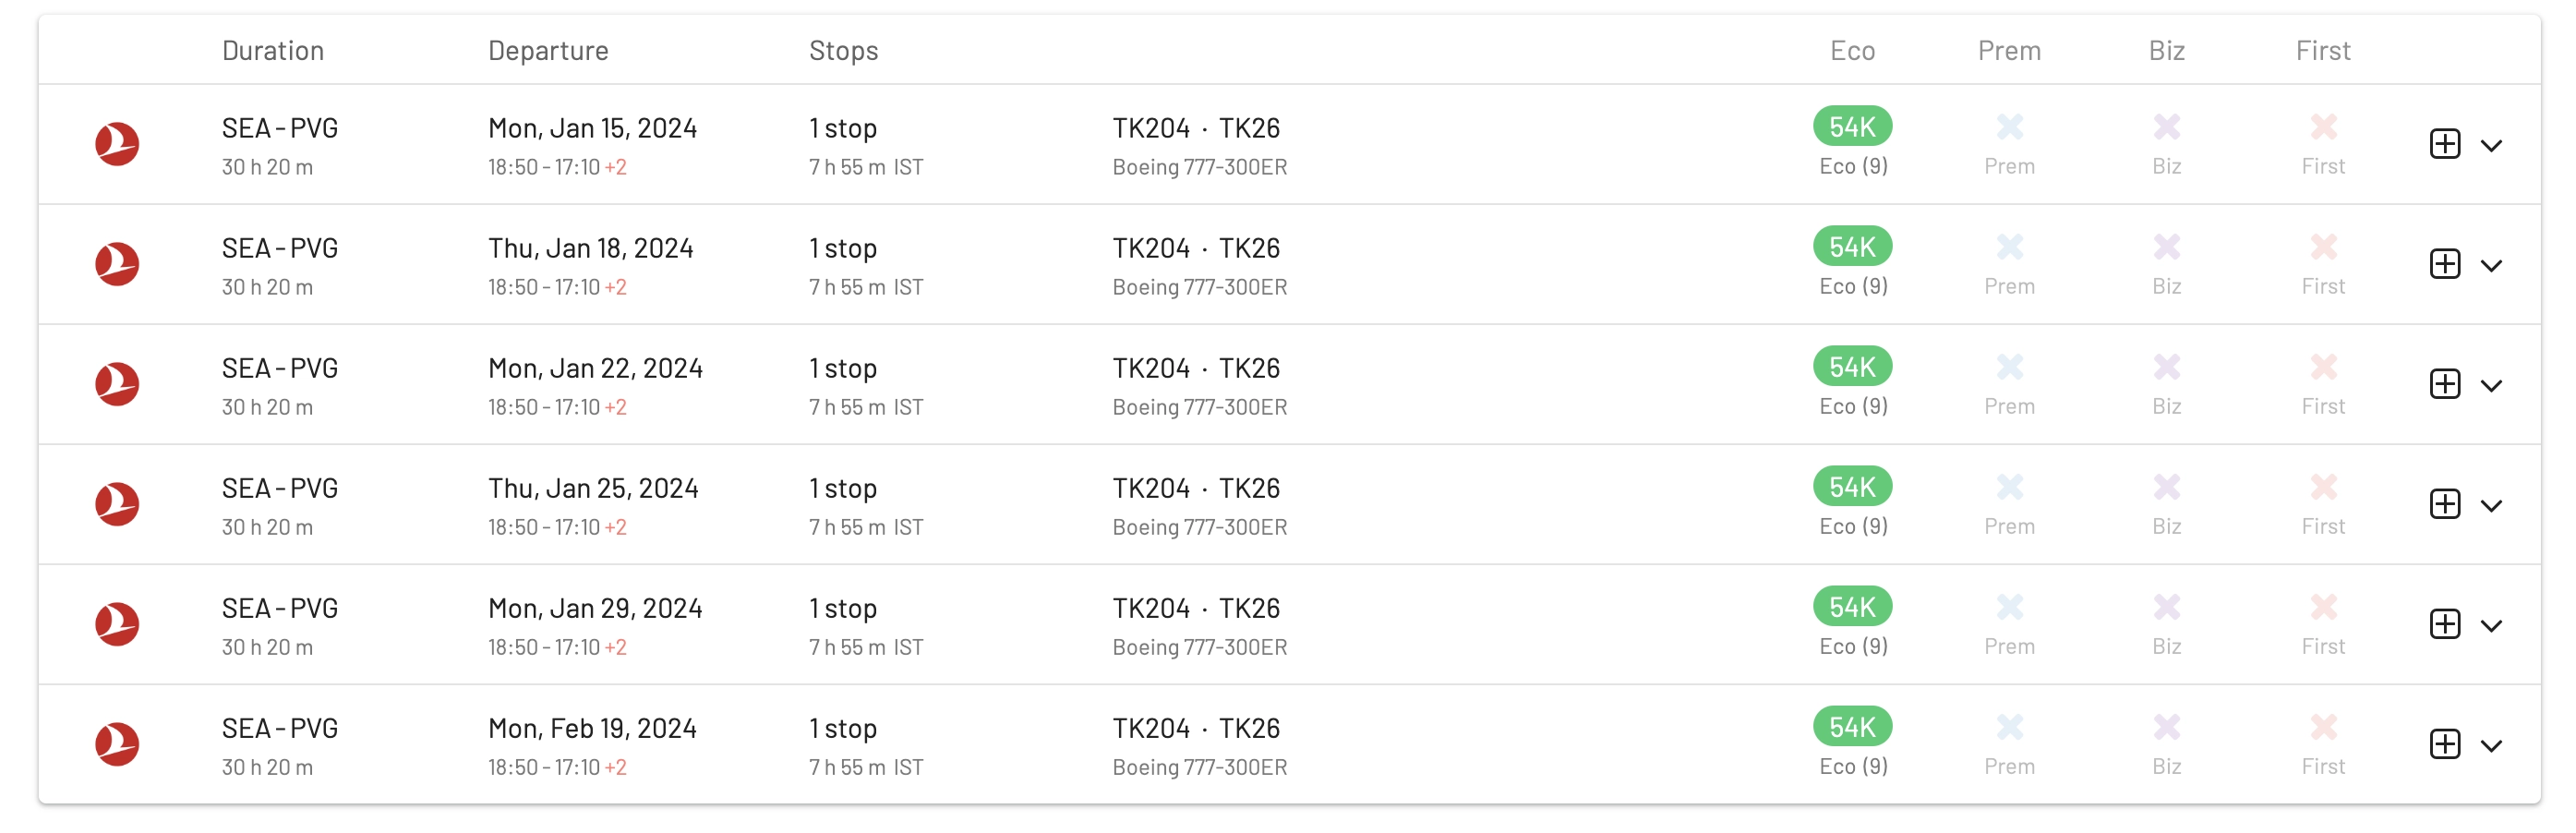 Duration Departure Stops Eco Prem Biz First
SEA - PVG Mon, Jan 15, 2024 1 stop TK204 · TK26 54K
30 h 20 m 18:50 - 17:10 +2 7 h 55 m IST Boeing 777-300ER Eco (9) Prem Biz First
SEA - PVG Thu, Jan 18, 2024 1 stop TK204 · TK26 54K
30 h 20 m 18:50 - 17:10 +2 7 h 55 m IST Boeing 777-300ER Eco (9) Prem Biz First
SEA - PVG Mon, Jan 22, 2024 1 stop TK204 · TK26 54K
30 h 20 m 18:50 - 17:10 +2 7 h 55 m IST Boeing 777-300ER Eco (9) Prem Biz First
SEA - PVG Thu, Jan 25, 2024 1 stop TK204 · TK26 54K
30 h 20 m 18:50 - 17:10 +2 7 h 55 m IST Boeing 777-300ER Eco (9) Prem Biz First
SEA - PVG Mon, Jan 29, 2024 1 stop TK204 · TK26 54K
30 h 20 m 18:50 - 17:10 +2 7 h 55 m IST Boeing 777-300ER Eco (9) Prem Biz First
SEA - PVG Mon, Feb 19, 2024 1 stop TK204 · TK26 54K
30 h 20 m 18:50 - 17:10 +2 7 h 55 m IST Boeing 777-300ER Eco (9) Prem Biz First